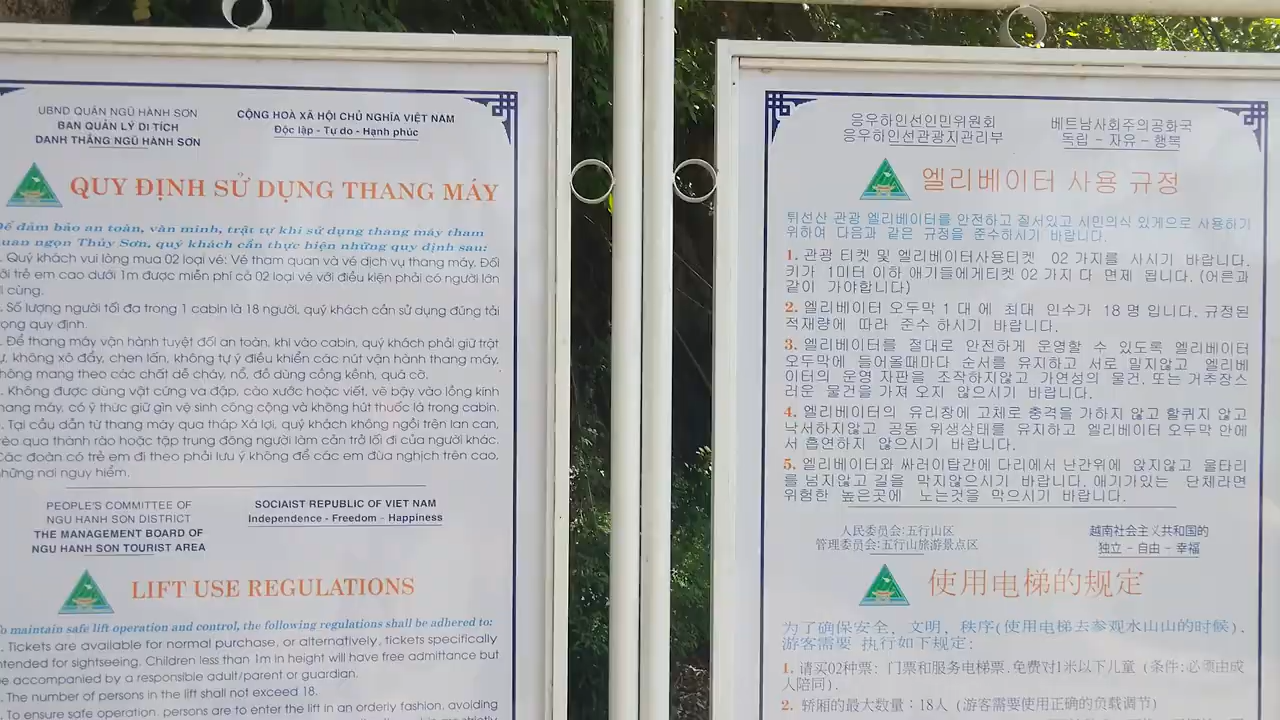 UBND QUẬN NGŨ HÀNH SƠN
BAN QUẢN LÝ DI TÍCH
DANH THẮNG NGŨ HÀNH SƠN
CỘNG HOÀ XÃ HỘI CHỦ NGHĨA VIỆT NAM
Độc lập - Tự do - Hạnh phúc
QUY ĐỊNH SỬ DỤNG THANG MÁY
Để đảm bảo an toàn, văn minh, trật tự khi sử dụng thang máy tham
quan ngọn Thủy Sơn, quý khách cần thực hiện những quy định sau:
. Quý khách vui lòng mua 02 loại vé: Vé tham quan và vé dịch vụ thang máy. Đối
với trẻ em cao dưới 1m được miễn phí cả 02 loại vé với điều kiện phải có người lớn
đi cùng.
. Số lượng người tối đa trong 1 cabin là 18 người, quý khách cần sử dụng đúng tải
trọng quy định.
. Để thang máy vận hành tuyệt đối an toàn, khi vào cabin, quý khách phải giữ trật
tự, không xô đẩy, chen lấn, không tự ý điều khiển các nút vận hành thang máy,
không mang theo các chất dễ cháy, nổ, đồ dùng cồng kềnh, quá cỡ.
. Không được dùng vật cứng va đập, cào xước hoặc viết, vẽ bậy vào lồng kính
thang máy, có ý thức giữ gìn vệ sinh công cộng và không hút thuốc lá trong cabin.
. Tại cầu dẫn từ thang máy qua tháp Xá lợi, quý khách không ngồi trên lan can,
trèo qua thành rào hoặc tập trung đông người làm cản trở lối đi của người khác.
Các đoàn có trẻ em đi theo phải lưu ý không để các em đùa nghịch trên cao,
những nơi nguy hiểm.
PEOPLE'S COMMITTEE OF
NGU HANH SON DISTRICT
THE MANAGEMENT BOARD OF
NGU HANH SON TOURIST AREA
SOCIAIST REPUBLIC OF VIET NAM
Independence - Freedom - Happiness
LIFT USE REGULATIONS
To maintain safe lift operation and control, the following regulations shall be adhered to:
. Tickets are available for normal purchase, or alternatively, tickets specifically
intended for sightseeing. Children less than 1m in height will have free admittance but
be accompanied by a responsible adult/parent or guardian.
. The number of persons in the lift shall not exceed 18.
. To ensure safe operation, persons are to enter the lift in an orderly fashion, avoiding
응우하인선인민위원회
응우하인선관광지관리부
베트남사회주의공화국
독립 - 자유 - 행복
엘리베이터 사용 규정
튀선산 관광 엘리베이터를 안전하고 질서있고 시민의식 있게으로 사용하기
위하여 다음과 같은 규정을 준수하시기 바랍니다.
1. 관광 티켓 및 엘리베이터사용티켓 02 가지를 사시기 바랍니다.
키가 1미터 이하 애기들에게티켓 02 가지 다 면제 됩니다. (어른과
같이 가야합니다)
2. 엘리베이터 오두막 1 대 에 최대 인수가 18 명 입니다. 규정된
적재량에 따라 준수 하시기 바랍니다.
3. 엘리베이터를 절대로 안전하게 운영할 수 있도록 엘리베이터
오두막에 들어올때마다 순서를 유지하고 서로 밀지않고 엘리베
이터의 운영 자판을 조작하지않고 가연성의 물건, 또는 거추장스
러운 물건을 가져 오지 않으시기 바랍니다.
4. 엘리베이터의 유리창에 고체로 충격을 가하지 않고 할퀴지 않고
낙서하지않고 공동 위생상태를 유지하고 엘리베이터 오두막 안에
서 흡연하지 않으시기 바랍니다.
5. 엘리베이터와 싸러이탑간에 다리에서 난간위에 앉지않고 울타리
를 넘지않고 길을 막지않으시기 바랍니다. 애기가있는 단체라면
위험한 높은곳에 노는것을 막으시기 바랍니다.
人民委员会:五行山区
管理委员会:五行山旅游景点区
越南社会主义共和国的
独立 - 自由 - 幸福
使用电梯的规定
为了确保安全，文明，秩序(使用电梯去参观水山山的时候)，
游客需要 执行如下规定:
1. 请买02种票: 门票和服务电梯票.免费对1米以下儿童 (条件:必须由成
人陪同).
2. 轿厢的最大数量：18人 (游客需要使用正确的负载调节)